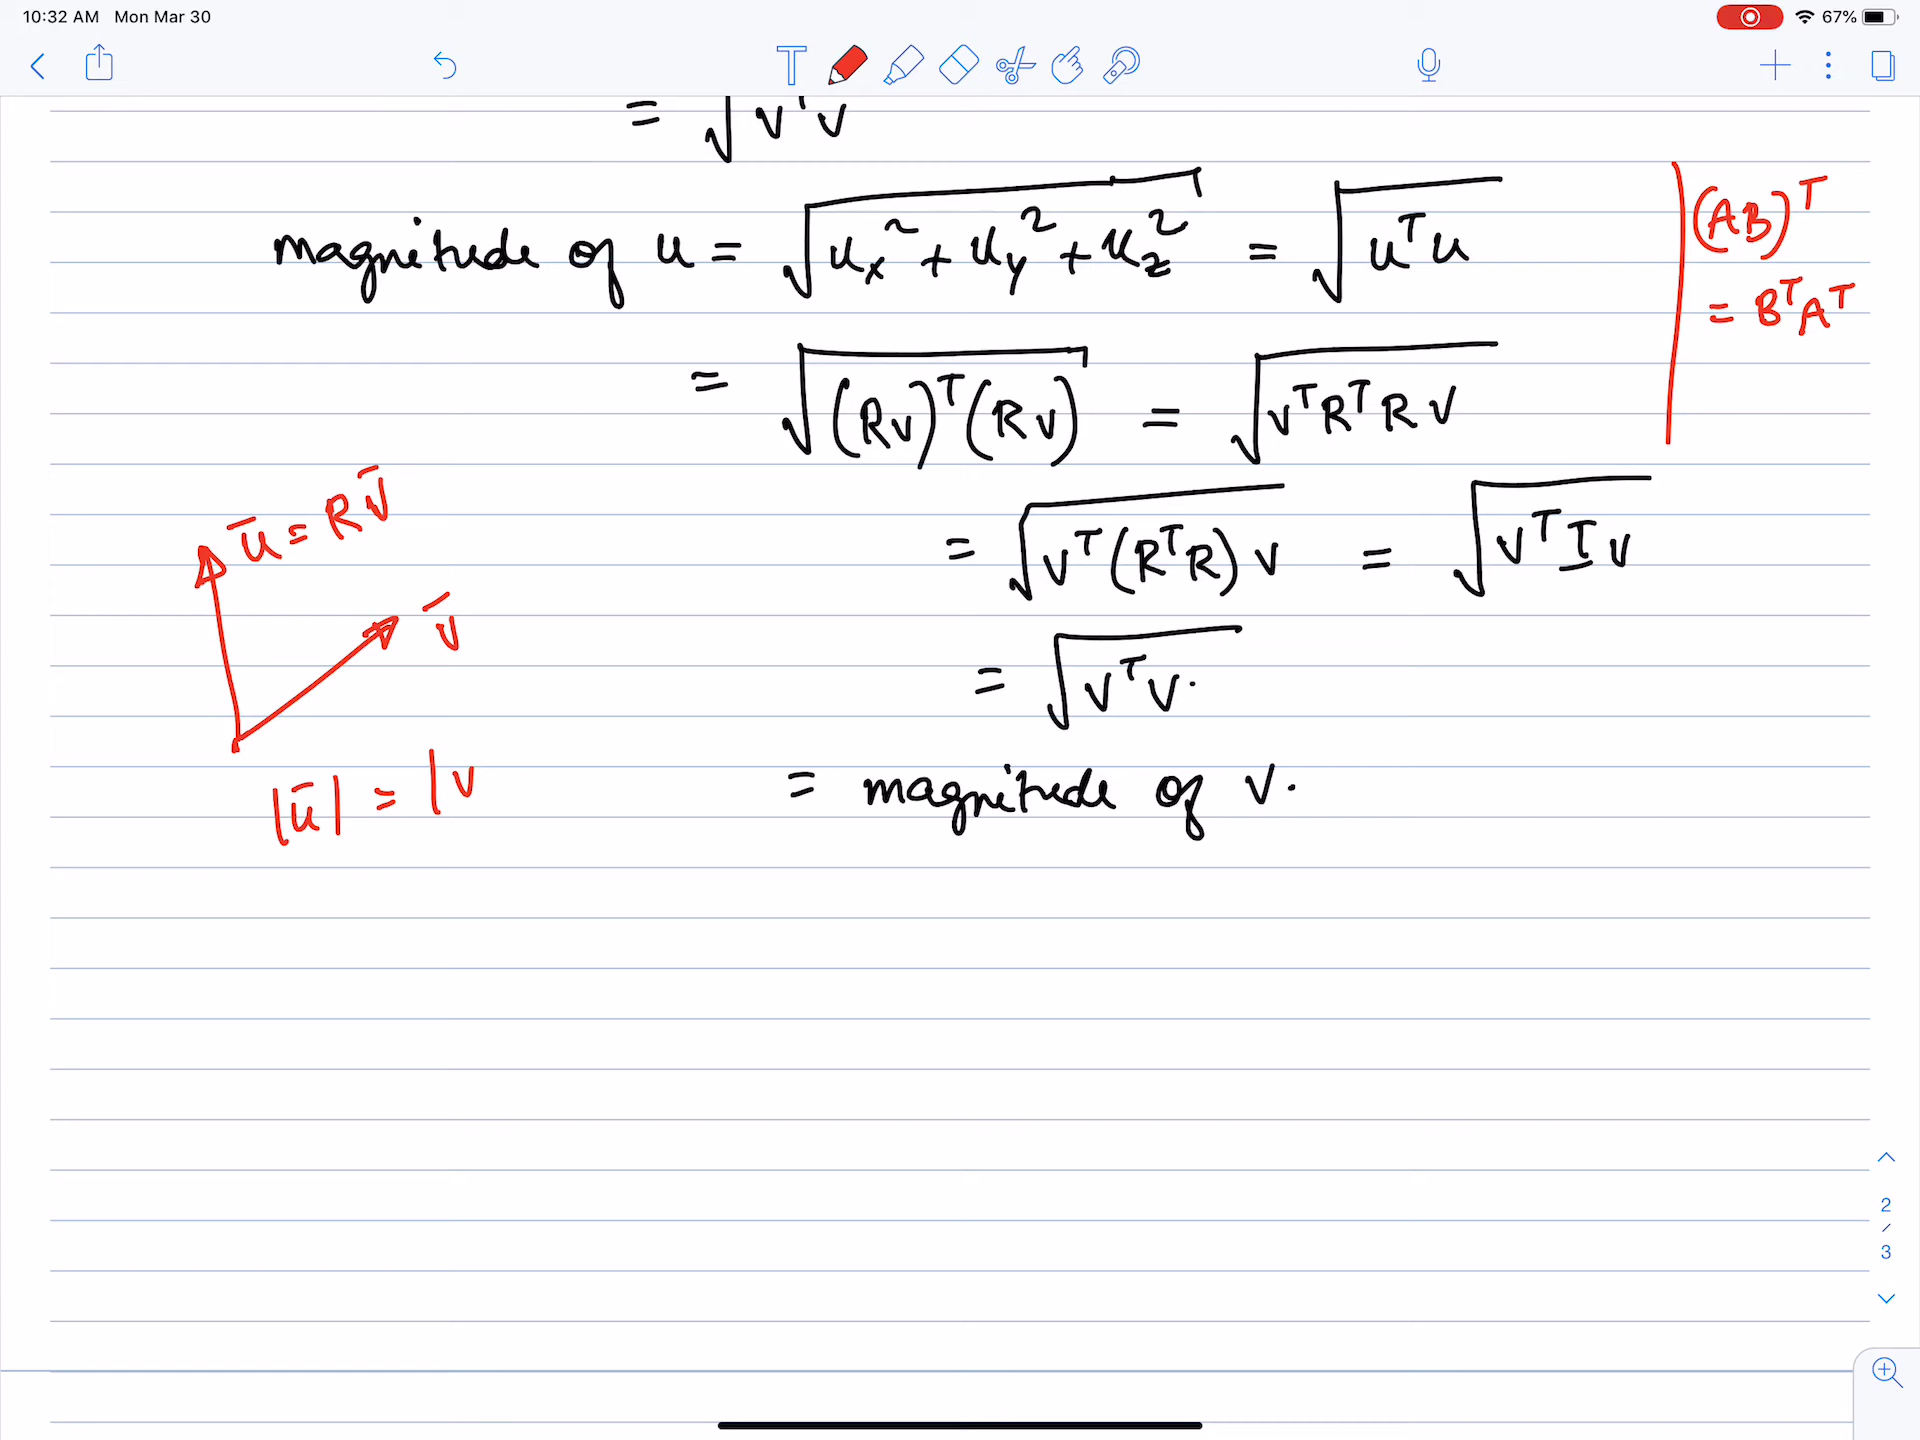 10:32 AM Mon Mar 30 67%
T
= √(vᵀv)
magnitude of u = √(uₓ² + u_y² + u_z²) = √(uᵀu)
(AB)ᵀ
= BᵀAᵀ
= √((Rv)ᵀ(Rv)) = √(vᵀRᵀRv)
ū = Rv̄
= √(vᵀ(RᵀR)v) = √(vᵀIv)
v̄
= √(vᵀv).
|ū| = |v
= magnitude of v.
2
/
3